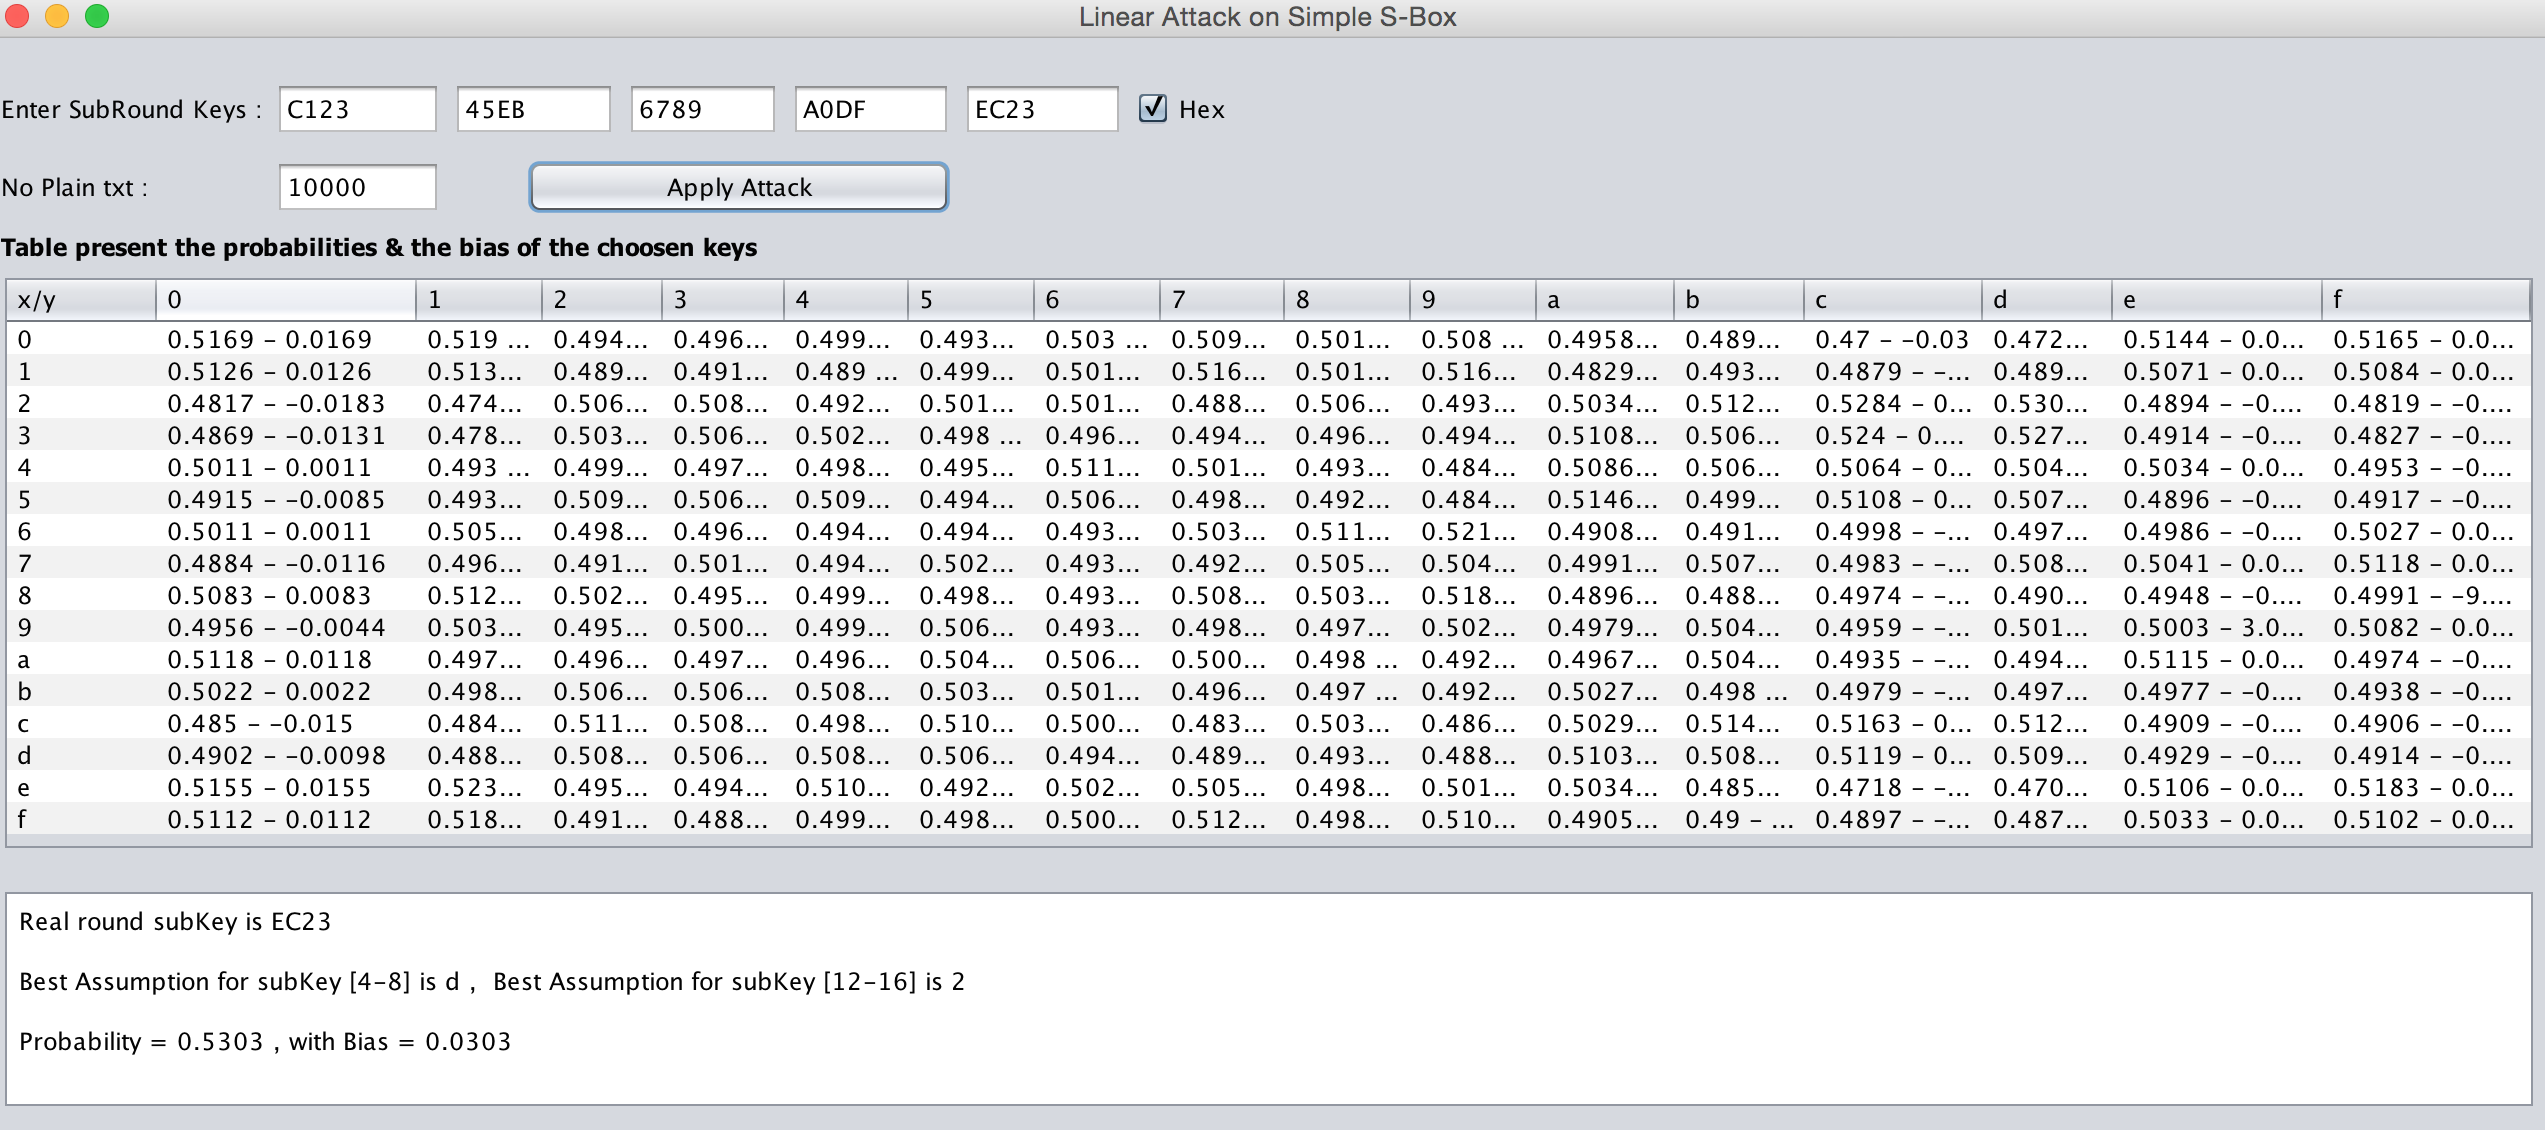 Linear Attack on Simple S-Box
Enter SubRound Keys : C123 45EB 6789 A0DF EC23 Hex
No Plain txt : 10000 Apply Attack
Table present the probabilities & the bias of the choosen keys
x/y 0 1 2 3 4 5 6 7 8 9 a b c d e f
0 0.5169 - 0.0169 0.519 ... 0.494... 0.496... 0.499... 0.493... 0.503 ... 0.509... 0.501... 0.508 ... 0.4958... 0.489... 0.47 - -0.03 0.472... 0.5144 - 0.0... 0.5165 - 0.0...
1 0.5126 - 0.0126 0.513... 0.489... 0.491... 0.489 ... 0.499... 0.501... 0.516... 0.501... 0.516... 0.4829... 0.493... 0.4879 - -... 0.489... 0.5071 - 0.0... 0.5084 - 0.0...
2 0.4817 - -0.0183 0.474... 0.506... 0.508... 0.492... 0.501... 0.501... 0.488... 0.506... 0.493... 0.5034... 0.512... 0.5284 - 0... 0.530... 0.4894 - -0.... 0.4819 - -0....
3 0.4869 - -0.0131 0.478... 0.503... 0.506... 0.502... 0.498 ... 0.496... 0.494... 0.496... 0.494... 0.5108... 0.506... 0.524 - 0.... 0.527... 0.4914 - -0.... 0.4827 - -0....
4 0.5011 - 0.0011 0.493 ... 0.499... 0.497... 0.498... 0.495... 0.511... 0.501... 0.493... 0.484... 0.5086... 0.506... 0.5064 - 0... 0.504... 0.5034 - 0.0... 0.4953 - -0....
5 0.4915 - -0.0085 0.493... 0.509... 0.506... 0.509... 0.494... 0.506... 0.498... 0.492... 0.484... 0.5146... 0.499... 0.5108 - 0... 0.507... 0.4896 - -0.... 0.4917 - -0....
6 0.5011 - 0.0011 0.505... 0.498... 0.496... 0.494... 0.494... 0.493... 0.503... 0.511... 0.521... 0.4908... 0.491... 0.4998 - -... 0.497... 0.4986 - -0.... 0.5027 - 0.0...
7 0.4884 - -0.0116 0.496... 0.491... 0.501... 0.494... 0.502... 0.493... 0.492... 0.505... 0.504... 0.4991... 0.507... 0.4983 - -... 0.508... 0.5041 - 0.0... 0.5118 - 0.0...
8 0.5083 - 0.0083 0.512... 0.502... 0.495... 0.499... 0.498... 0.493... 0.508... 0.503... 0.518... 0.4896... 0.488... 0.4974 - -... 0.490... 0.4948 - -0.... 0.4991 - -9....
9 0.4956 - -0.0044 0.503... 0.495... 0.500... 0.499... 0.506... 0.493... 0.498... 0.497... 0.502... 0.4979... 0.504... 0.4959 - -... 0.501... 0.5003 - 3.0... 0.5082 - 0.0...
a 0.5118 - 0.0118 0.497... 0.496... 0.497... 0.496... 0.504... 0.506... 0.500... 0.498 ... 0.492... 0.4967... 0.504... 0.4935 - -... 0.494... 0.5115 - 0.0... 0.4974 - -0....
b 0.5022 - 0.0022 0.498... 0.506... 0.506... 0.508... 0.503... 0.501... 0.496... 0.497 ... 0.492... 0.5027... 0.498 ... 0.4979 - -... 0.497... 0.4977 - -0.... 0.4938 - -0....
c 0.485 - -0.015 0.484... 0.511... 0.508... 0.498... 0.510... 0.500... 0.483... 0.503... 0.486... 0.5029... 0.514... 0.5163 - 0... 0.512... 0.4909 - -0.... 0.4906 - -0....
d 0.4902 - -0.0098 0.488... 0.508... 0.506... 0.508... 0.506... 0.494... 0.489... 0.493... 0.488... 0.5103... 0.508... 0.5119 - 0... 0.509... 0.4929 - -0.... 0.4914 - -0....
e 0.5155 - 0.0155 0.523... 0.495... 0.494... 0.510... 0.492... 0.502... 0.505... 0.498... 0.501... 0.5034... 0.485... 0.4718 - -... 0.470... 0.5106 - 0.0... 0.5183 - 0.0...
f 0.5112 - 0.0112 0.518... 0.491... 0.488... 0.499... 0.498... 0.500... 0.512... 0.498... 0.510... 0.4905... 0.49 - ... 0.4897 - -... 0.487... 0.5033 - 0.0... 0.5102 - 0.0...
Real round subKey is EC23
Best Assumption for subKey [4-8] is d , Best Assumption for subKey [12-16] is 2
Probability = 0.5303 , with Bias = 0.0303